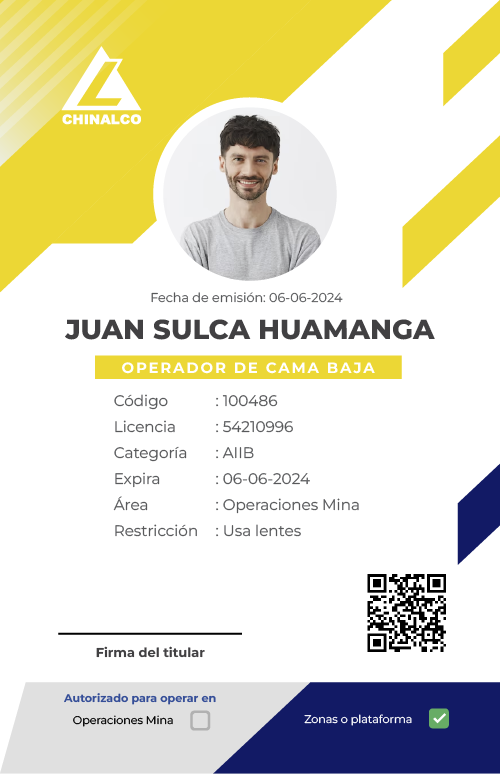 CHINALCO
Fecha de emisión: 06-06-2024
JUAN SULCA HUAMANGA
OPERADOR DE CAMA BAJA
Código : 100486
Licencia : 54210996
Categoría : AIIB
Expira : 06-06-2024
Área : Operaciones Mina
Restricción : Usa lentes
Firma del titular
Autorizado para operar en
Operaciones Mina
Zonas o plataforma